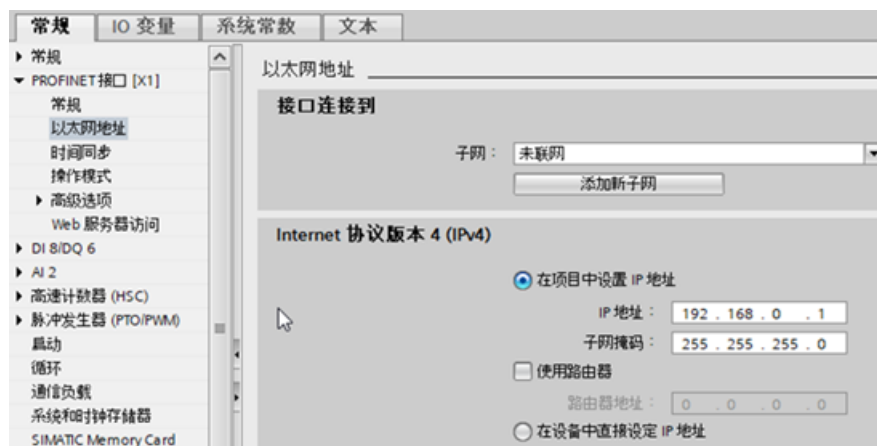 常规 IO 变量 系统常数 文本
常规
PROFINET接口 [X1]
常规
以太网地址
时间同步
操作模式
高级选项
Web 服务器访问
DI 8/DQ 6
AI 2
高速计数器 (HSC)
脉冲发生器 (PTO/PWM)
启动
循环
通信负载
系统和时钟存储器
SIMATIC Memory Card
以太网地址
接口连接到
子网：
未联网
添加新子网
Internet 协议版本 4 (IPv4)
在项目中设置 IP 地址
IP 地址： 192 . 168 . 0 . 1
子网掩码： 255 . 255 . 255 . 0
使用路由器
路由器地址： 0 . 0 . 0 . 0
在设备中直接设定 IP 地址